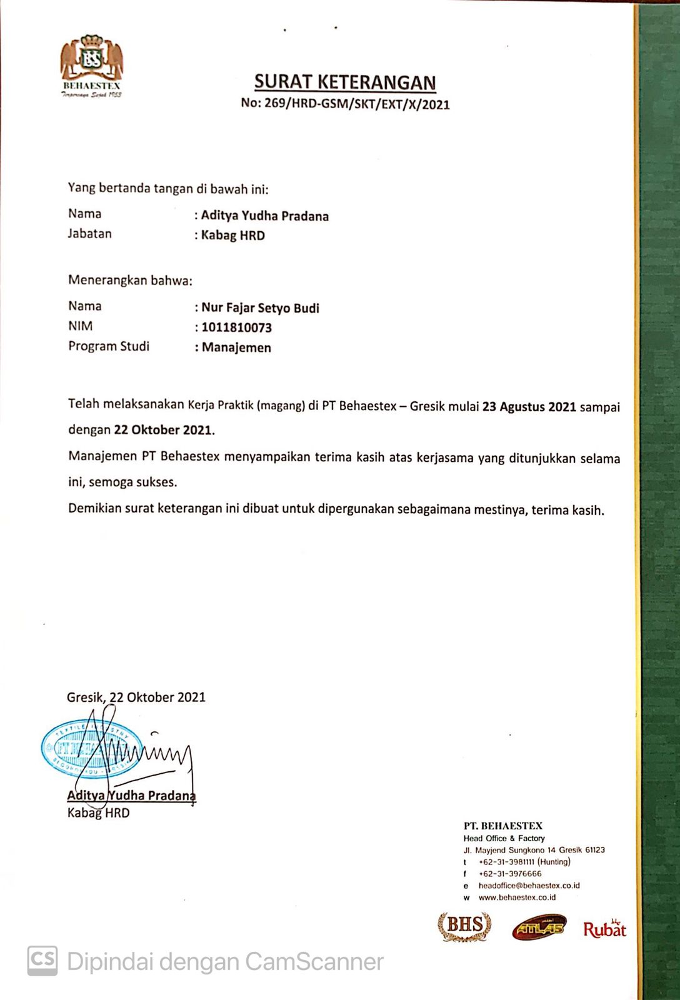 BS
BEHAESTEX
Terpercaya Sejak 1953
SURAT KETERANGAN
No: 269/HRD-GSM/SKT/EXT/X/2021
Yang bertanda tangan di bawah ini:
Nama : Aditya Yudha Pradana
Jabatan : Kabag HRD
Menerangkan bahwa:
Nama : Nur Fajar Setyo Budi
NIM : 1011810073
Program Studi : Manajemen
Telah melaksanakan Kerja Praktik (magang) di PT Behaestex – Gresik mulai 23 Agustus 2021 sampai
dengan 22 Oktober 2021.
Manajemen PT Behaestex menyampaikan terima kasih atas kerjasama yang ditunjukkan selama
ini, semoga sukses.
Demikian surat keterangan ini dibuat untuk dipergunakan sebagaimana mestinya, terima kasih.
Gresik, 22 Oktober 2021
TEXTILE INDUSTRY
Aditya Yudha Pradana
Kabag HRD
PT. BEHAESTEX
Head Office & Factory
Jl. Mayjend Sungkono 14 Gresik 61123
t +62-31-3981111 (Hunting)
f +62-31-3976666
e headoffice@behaestex.co.id
w www.behaestex.co.id
BHS ATLAS Rubat
CS Dipindai dengan CamScanner